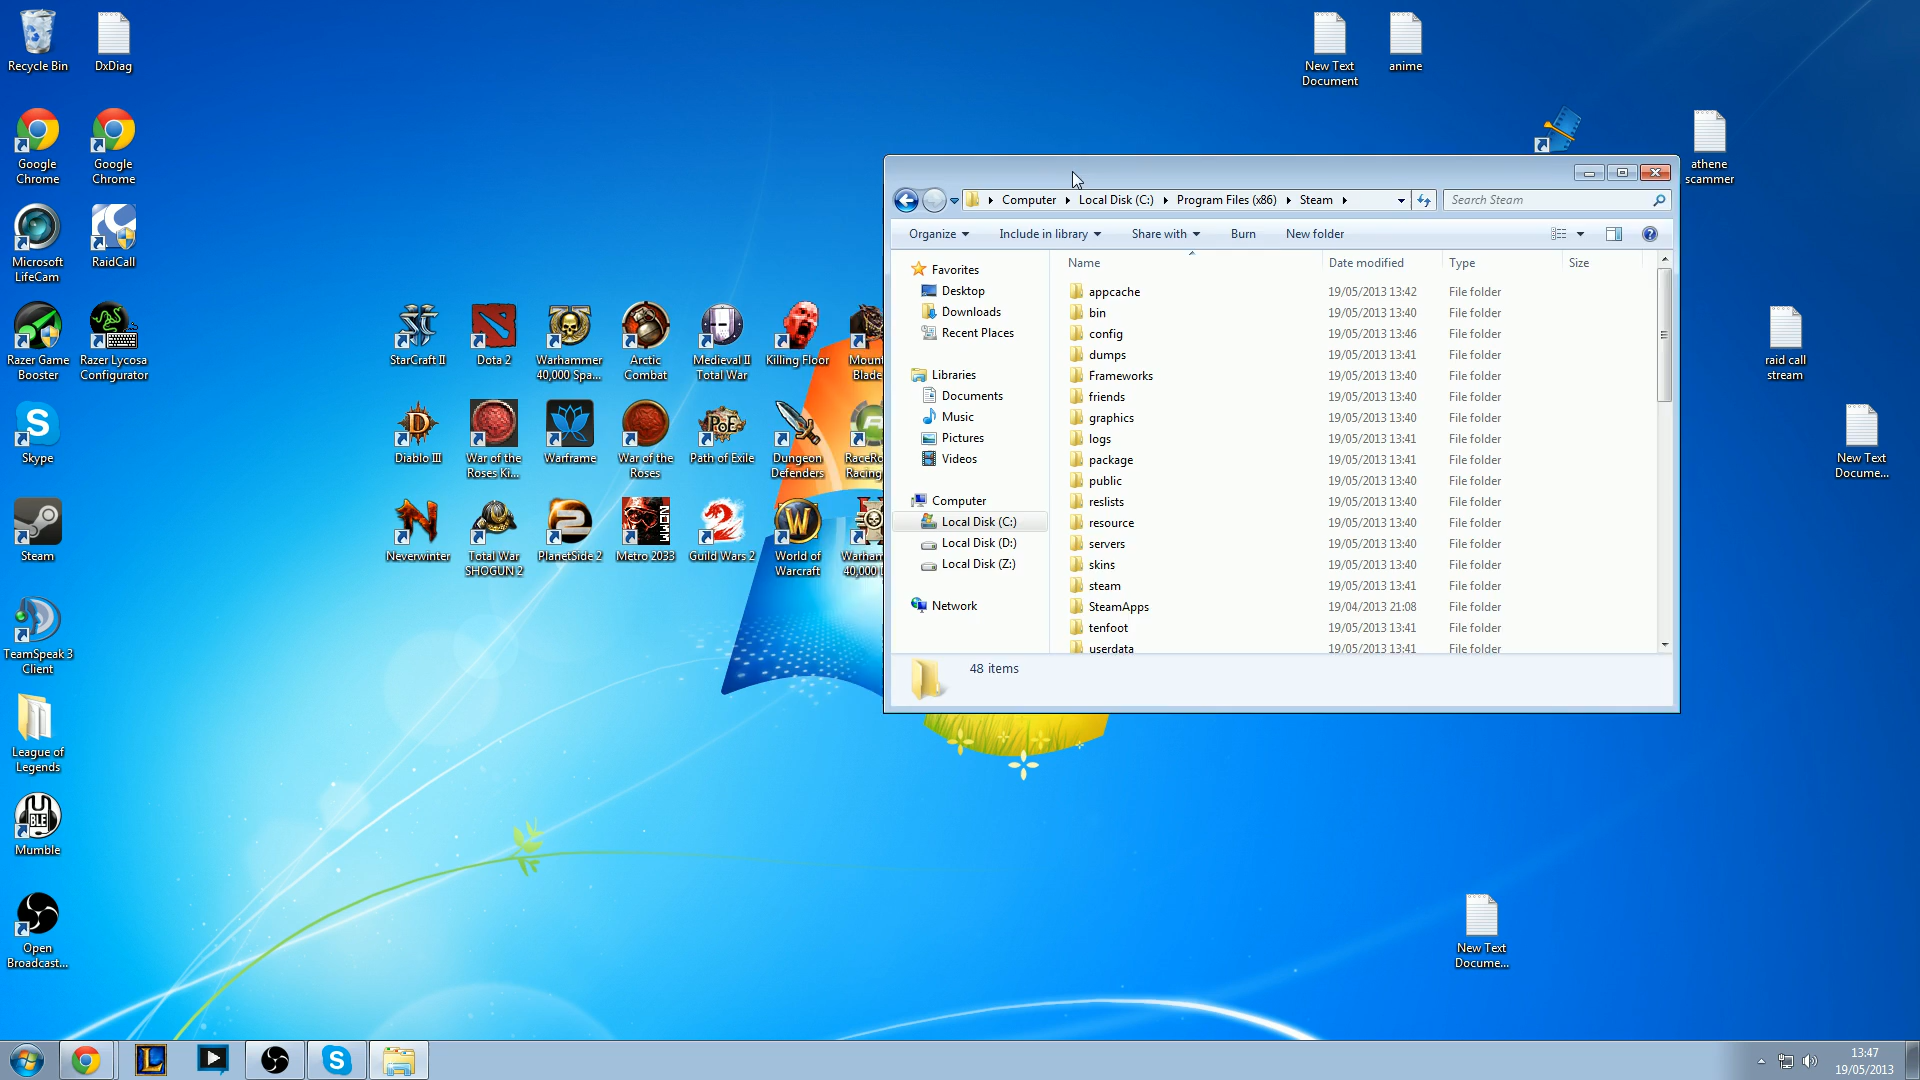 Recycle Bin
DxDiag
New Text
Document
anime
Google
Chrome
Google
Chrome
athene
scammer
Microsoft
LifeCam
RaidCall
Razer Game
Booster
Razer Lycosa
Configurator
StarCraft II
Dota 2
Warhammer
40,000 Spa...
Arctic
Combat
Medieval II
Total War
Killing Floor
Mount
Blade
raid call
stream
Skype
Diablo III
War of the
Roses Ki...
Warframe
War of the
Roses
Path of Exile
Dungeon
Defenders
RaceRo
Racing
New Text
Docume...
Steam
Neverwinter
Total War
SHOGUN 2
PlanetSide 2
Metro 2033
Guild Wars 2
World of
Warcraft
Warham
40,000
TeamSpeak 3
Client
League of
Legends
Mumble
Open
Broadcast...
New Text
Docume...
Computer
Local Disk (C:)
Program Files (x86)
Steam
Search Steam
Organize
Include in library
Share with
Burn
New folder
Favorites
Desktop
Downloads
Recent Places
Libraries
Documents
Music
Pictures
Videos
Computer
Local Disk (C:)
Local Disk (D:)
Local Disk (Z:)
Network
Name Date modified Type Size
appcache 19/05/2013 13:42 File folder
bin 19/05/2013 13:40 File folder
config 19/05/2013 13:46 File folder
dumps 19/05/2013 13:41 File folder
Frameworks 19/05/2013 13:40 File folder
friends 19/05/2013 13:40 File folder
graphics 19/05/2013 13:40 File folder
logs 19/05/2013 13:41 File folder
package 19/05/2013 13:41 File folder
public 19/05/2013 13:40 File folder
reslists 19/05/2013 13:40 File folder
resource 19/05/2013 13:40 File folder
servers 19/05/2013 13:40 File folder
skins 19/05/2013 13:40 File folder
steam 19/05/2013 13:41 File folder
SteamApps 19/04/2013 21:08 File folder
tenfoot 19/05/2013 13:41 File folder
userdata 19/05/2013 13:41 File folder
48 items
13:47
19/05/2013